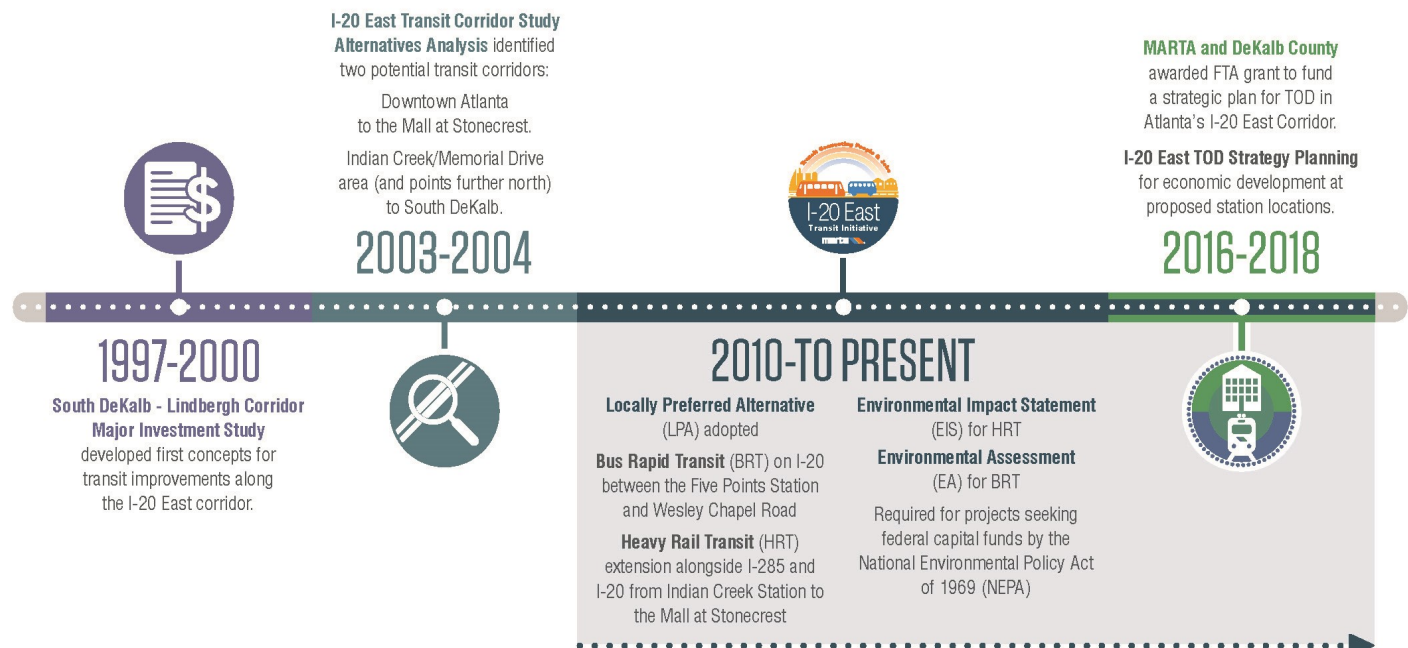 I-20 East Transit Corridor Study
Alternatives Analysis identified
two potential transit corridors:
Downtown Atlanta
to the Mall at Stonecrest.
Indian Creek/Memorial Drive
area (and points further north)
to South DeKalb.
2003-2004
Transit Connecting People & Jobs
I-20 East
Transit Initiative
marta
MARTA and DeKalb County
awarded FTA grant to fund
a strategic plan for TOD in
Atlanta's I-20 East Corridor.
I-20 East TOD Strategy Planning
for economic development at
proposed station locations.
2016-2018
1997-2000
South DeKalb - Lindbergh Corridor
Major Investment Study
developed first concepts for
transit improvements along
the I-20 East corridor.
2010-TO PRESENT
Locally Preferred Alternative
(LPA) adopted
Bus Rapid Transit (BRT) on I-20
between the Five Points Station
and Wesley Chapel Road
Heavy Rail Transit (HRT)
extension alongside I-285 and
I-20 from Indian Creek Station to
the Mall at Stonecrest
Environmental Impact Statement
(EIS) for HRT
Environmental Assessment
(EA) for BRT
Required for projects seeking
federal capital funds by the
National Environmental Policy Act
of 1969 (NEPA)